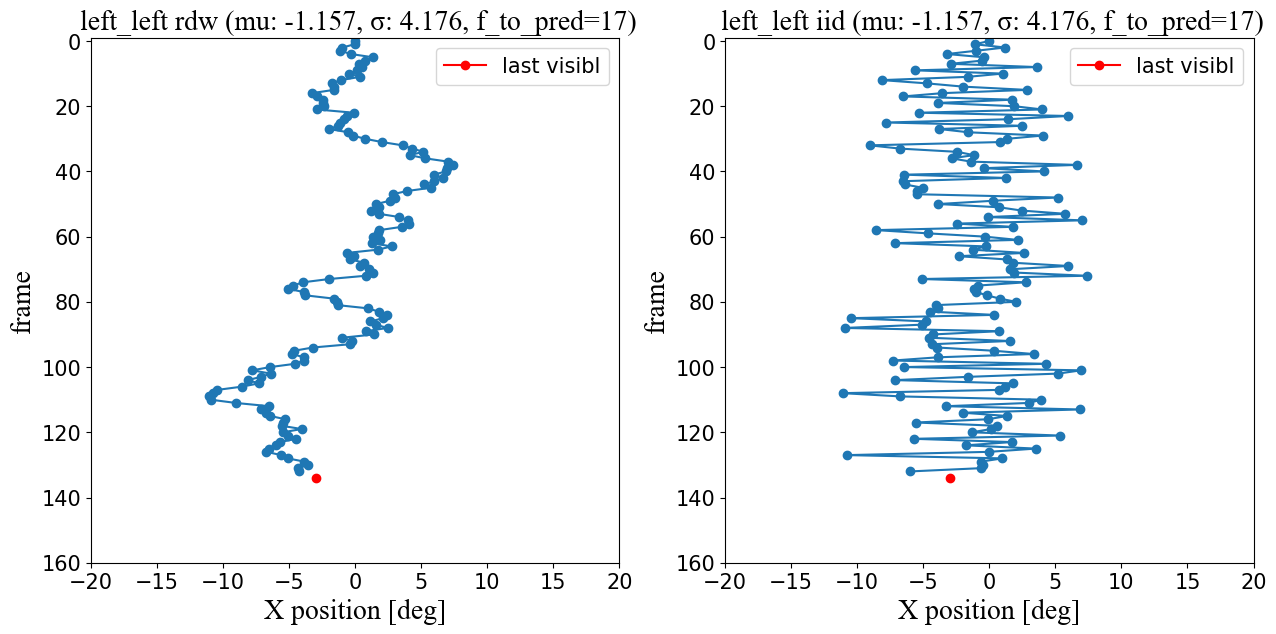 left_left rdw (mu: -1.157, σ: 4.176, f_to_pred=17)
last visibl
0
20
40
60
80
100
120
140
160
frame
−20 −15 −10 −5 0 5 10 15 20
X position [deg]
left_left iid (mu: -1.157, σ: 4.176, f_to_pred=17)
last visibl
0
20
40
60
80
100
120
140
160
frame
−20 −15 −10 −5 0 5 10 15 20
X position [deg]